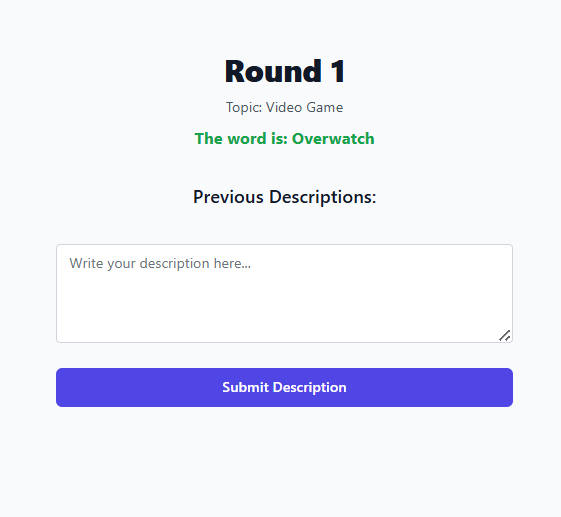 Round 1
Topic: Video Game
The word is: Overwatch
Previous Descriptions:
Write your description here...
Submit Description